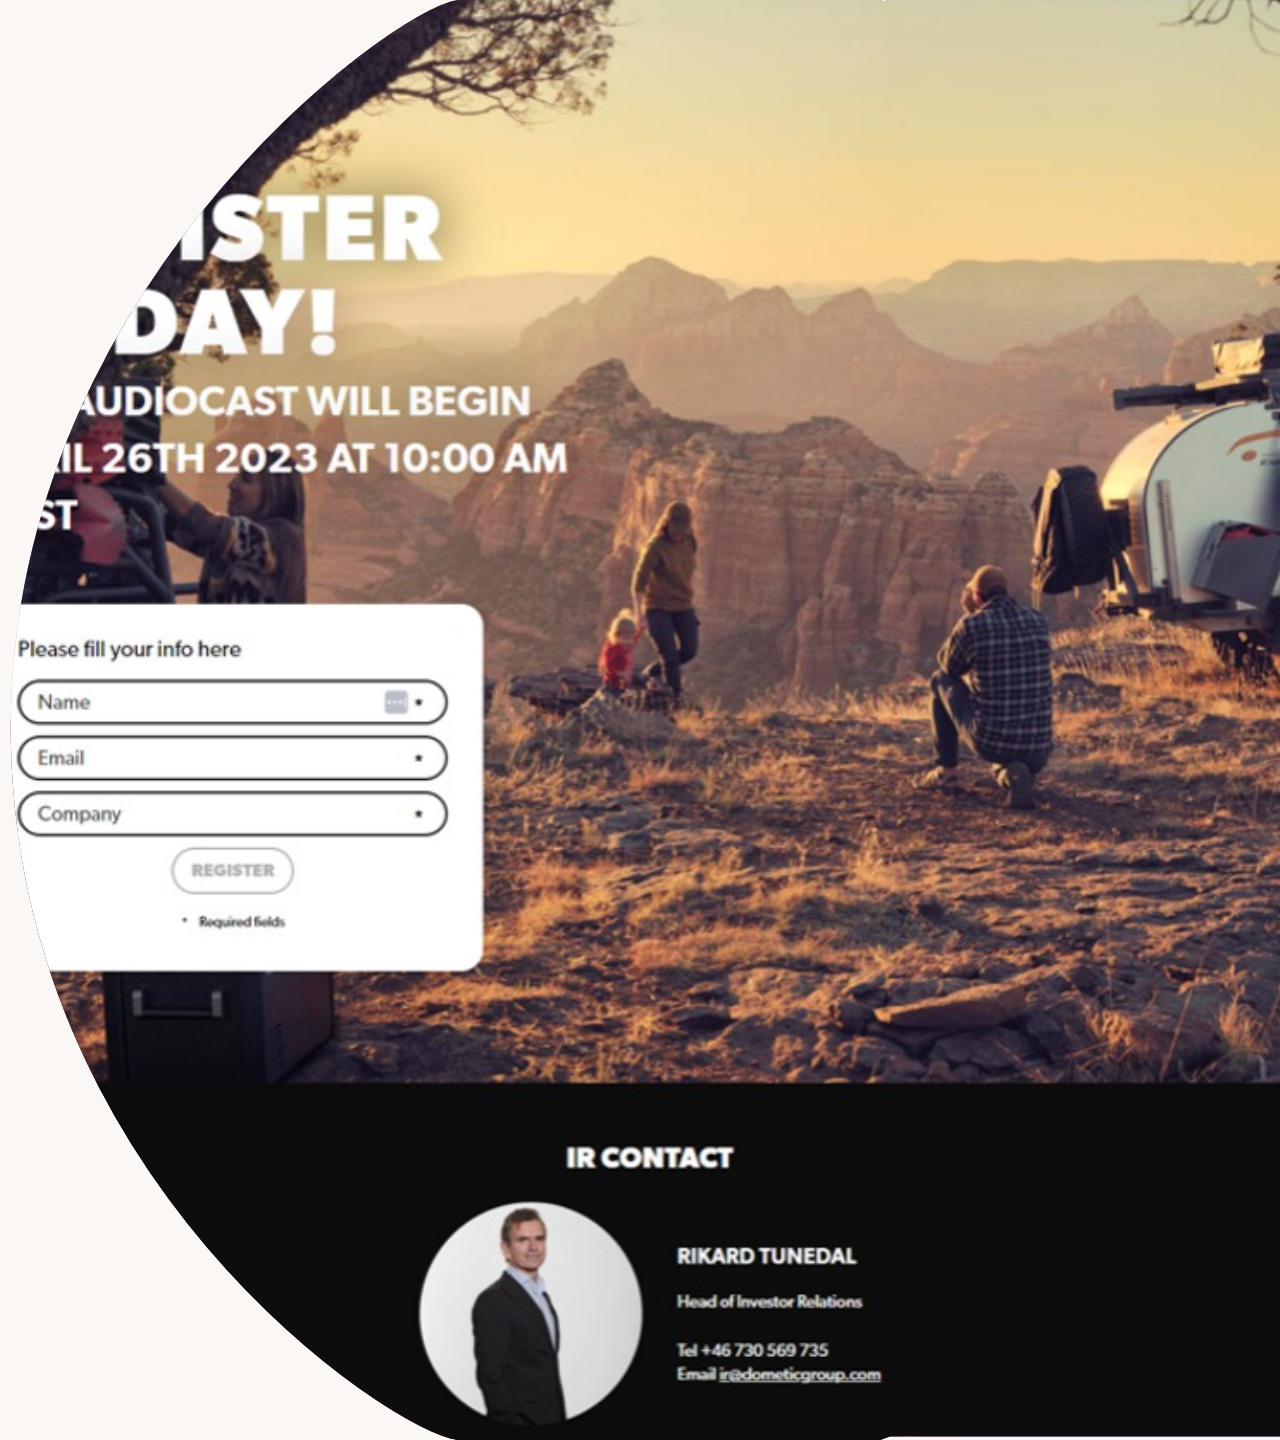 ISTER
DAY!
AUDIOCAST WILL BEGIN
IL 26TH 2023 AT 10:00 AM
ST
Please fill your info here
Name *
Email *
Company *
REGISTER
* Required fields
IR CONTACT
RIKARD TUNEDAL
Head of Investor Relations
Tel +46 730 569 735
Email ir@dometicgroup.com